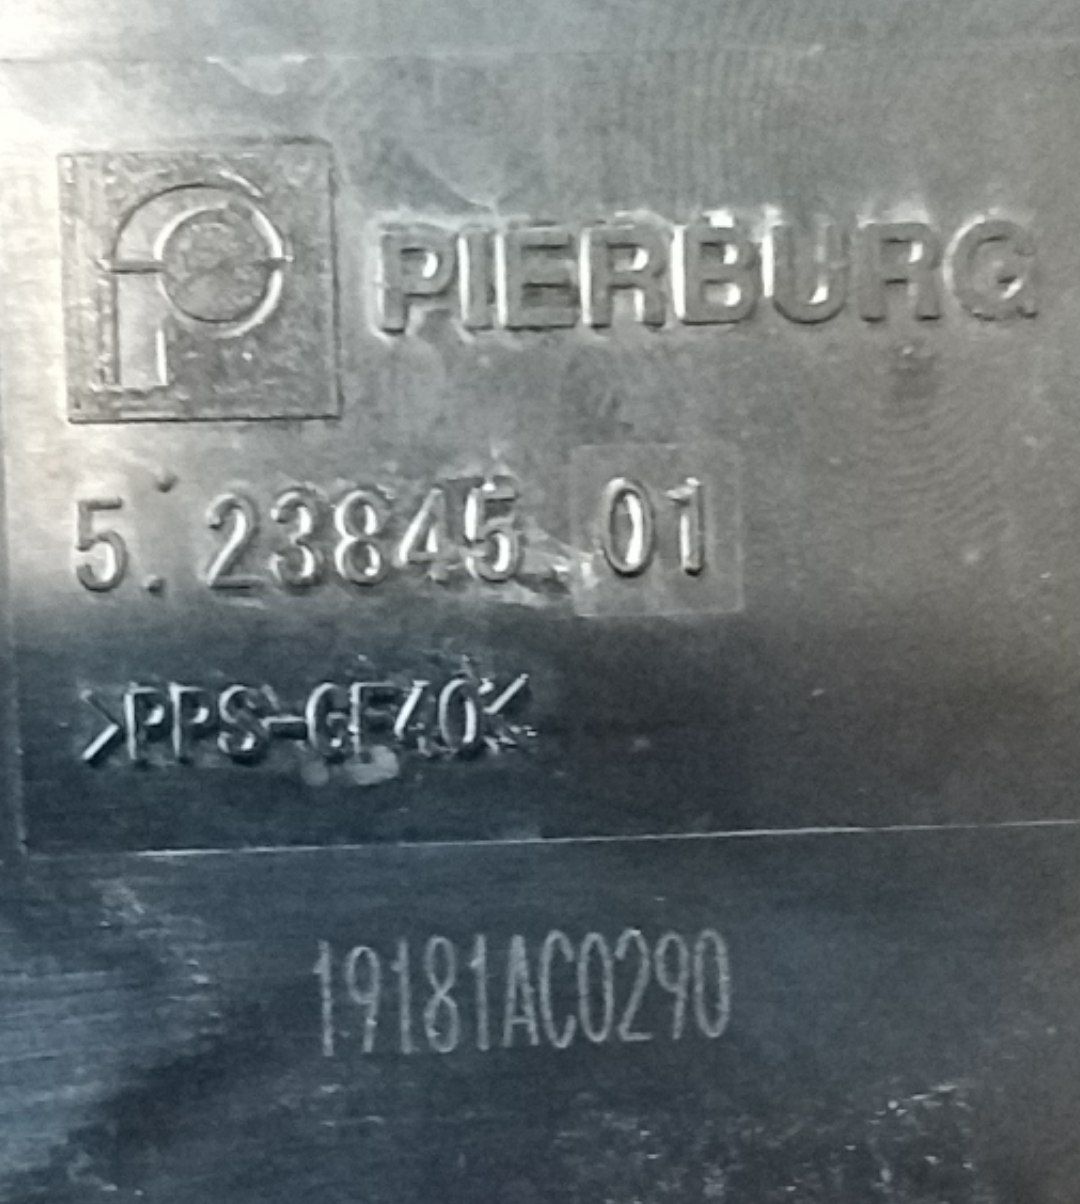 PIERBURG
5.23845 01
>PPS-GF40<
19181AC0290